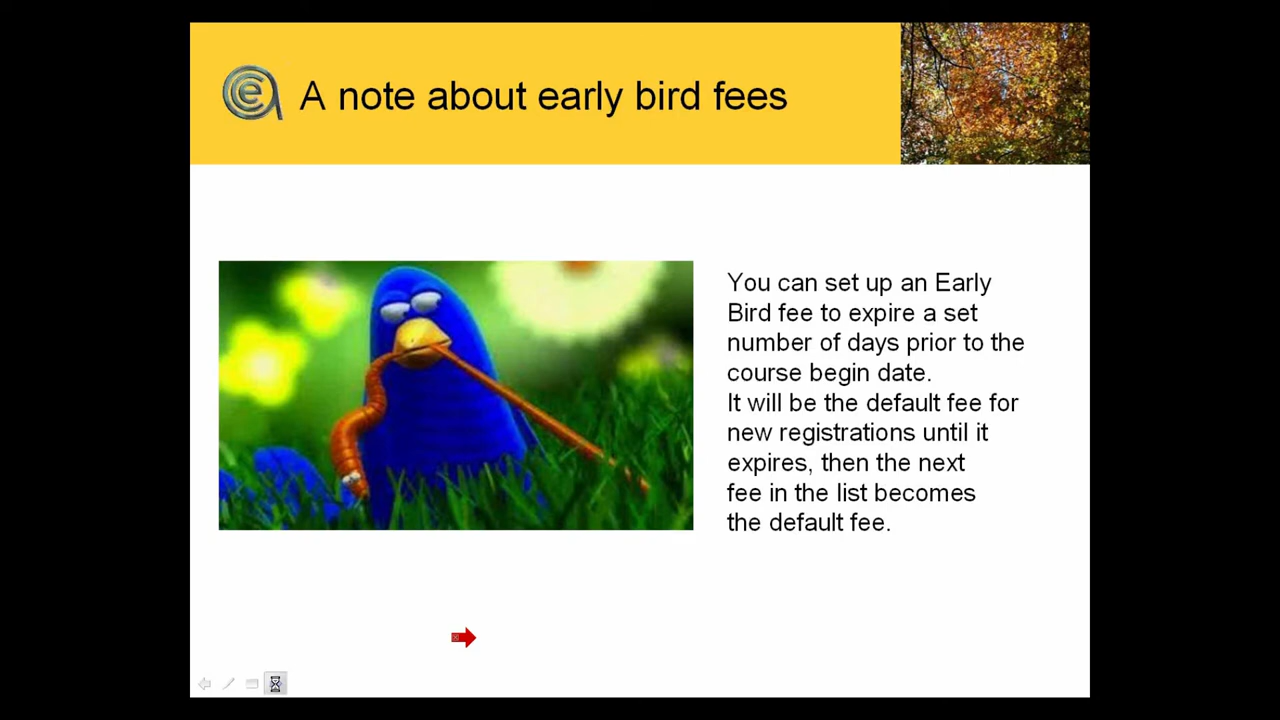 A note about early bird fees
You can set up an Early
Bird fee to expire a set
number of days prior to the
course begin date.
It will be the default fee for
new registrations until it
expires, then the next
fee in the list becomes
the default fee.